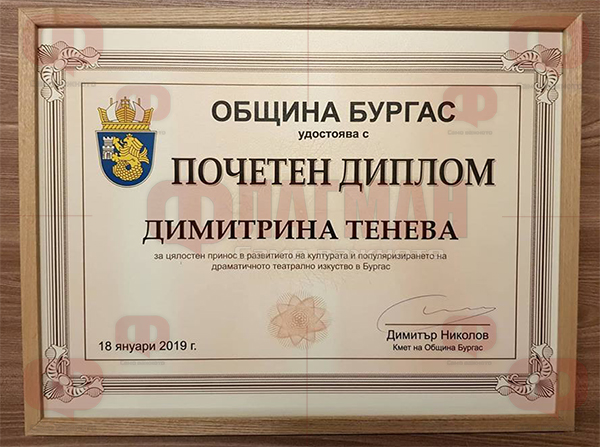 ОБЩИНА БУРГАС
удостоява с
ПОЧЕТЕН ДИПЛОМ
ДИМИТРИНА ТЕНЕВА
за цялостен принос в развитието на културата и популяризирането на
драматичното театрално изкуство в Бургас
18 януари 2019 г.
Димитър Николов
Кмет на Община Бургас
ФЛАГМАН